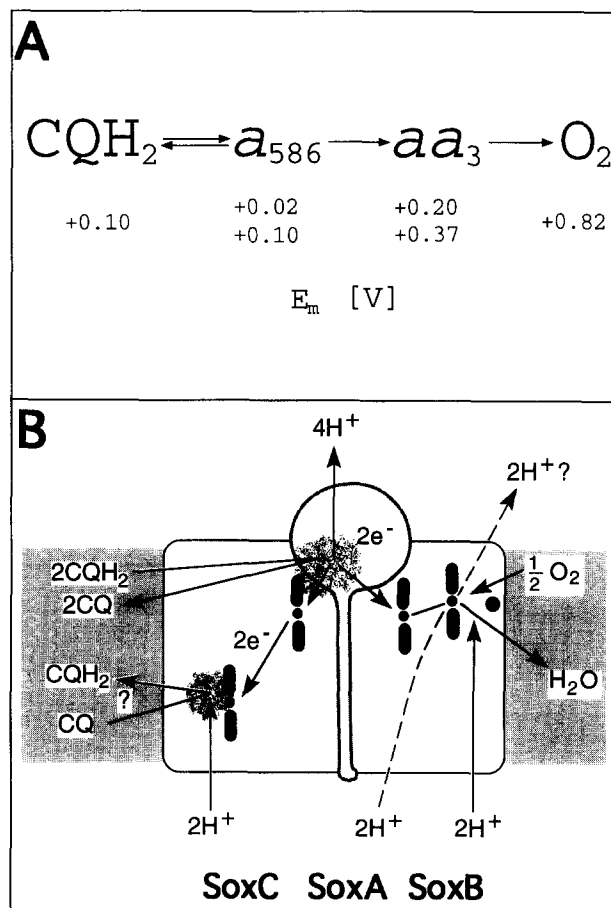 A
CQH₂ ⇌ a₅₈₆ → aa₃ → O₂
+0.10 +0.02 +0.20 +0.82
+0.10 +0.37
Eₘ [V]
B
4H⁺
2H⁺?
2e⁻
2CQH₂
½ O₂
2CQ
2e⁻
CQH₂
H₂O
?
CQ
2H⁺ 2H⁺ 2H⁺
SoxC SoxA SoxB